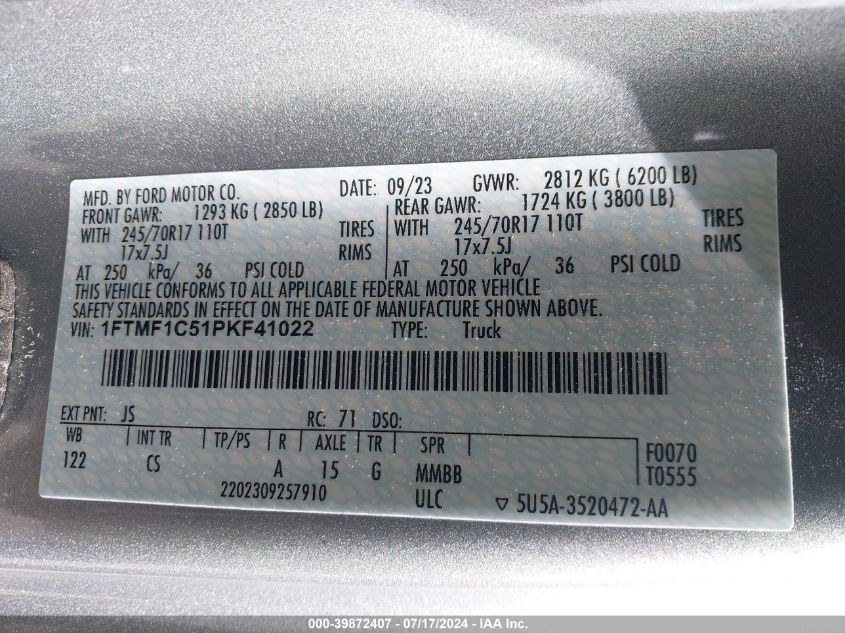 MFD. BY FORD MOTOR CO. DATE: 09/23 GVWR: 2812 KG ( 6200 LB)
FRONT GAWR: 1293 KG ( 2850 LB) REAR GAWR: 1724 KG ( 3800 LB)
WITH 245/70R17 110T TIRES WITH 245/70R17 110T TIRES
17x7.5J RIMS 17x7.5J RIMS
AT 250 kPa/ 36 PSI COLD AT 250 kPa/ 36 PSI COLD
THIS VEHICLE CONFORMS TO ALL APPLICABLE FEDERAL MOTOR VEHICLE
SAFETY STANDARDS IN EFFECT ON THE DATE OF MANUFACTURE SHOWN ABOVE.
VIN: 1FTMF1C51PKF41022 TYPE: Truck
EXT PNT: JS RC: 71 DSO:
WB INT TR TP/PS R AXLE TR SPR F0070
122 CS A 15 G MMBB T0555
2202309257910 ULC ▽ 5U5A-3520472-AA
000-39872407 - 07/17/2024 - IAA Inc.